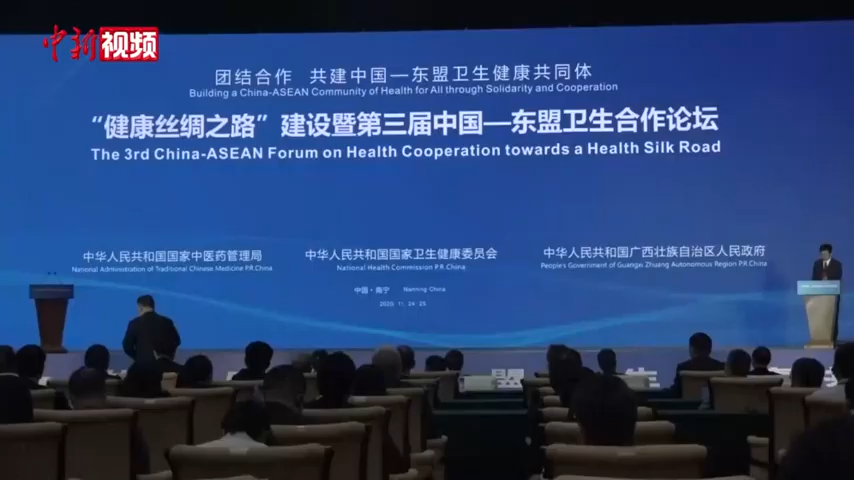 中新视频
团结合作 共建中国—东盟卫生健康共同体
Building a China-ASEAN Community of Health for All through Solidarity and Cooperation
“健康丝绸之路”建设暨第三届中国—东盟卫生合作论坛
The 3rd China-ASEAN Forum on Health Cooperation towards a Health Silk Road
中华人民共和国国家中医药管理局
National Administration of Traditional Chinese Medicine P.R.China
中华人民共和国国家卫生健康委员会
National Health Commission P.R.China
中华人民共和国广西壮族自治区人民政府
People's Government of Guangxi Zhuang Autonomous Region P.R.China
中国·南宁 Nanning China
2020. 11. 24-25
盟 生